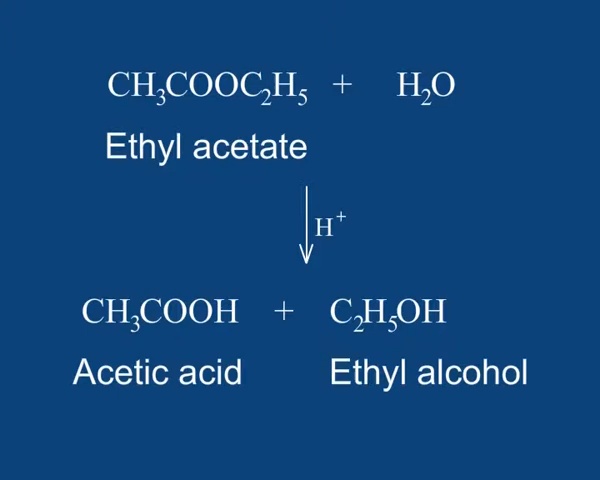 CH₃COOC₂H₅ + H₂O
Ethyl acetate
H⁺
CH₃COOH + C₂H₅OH
Acetic acid Ethyl alcohol